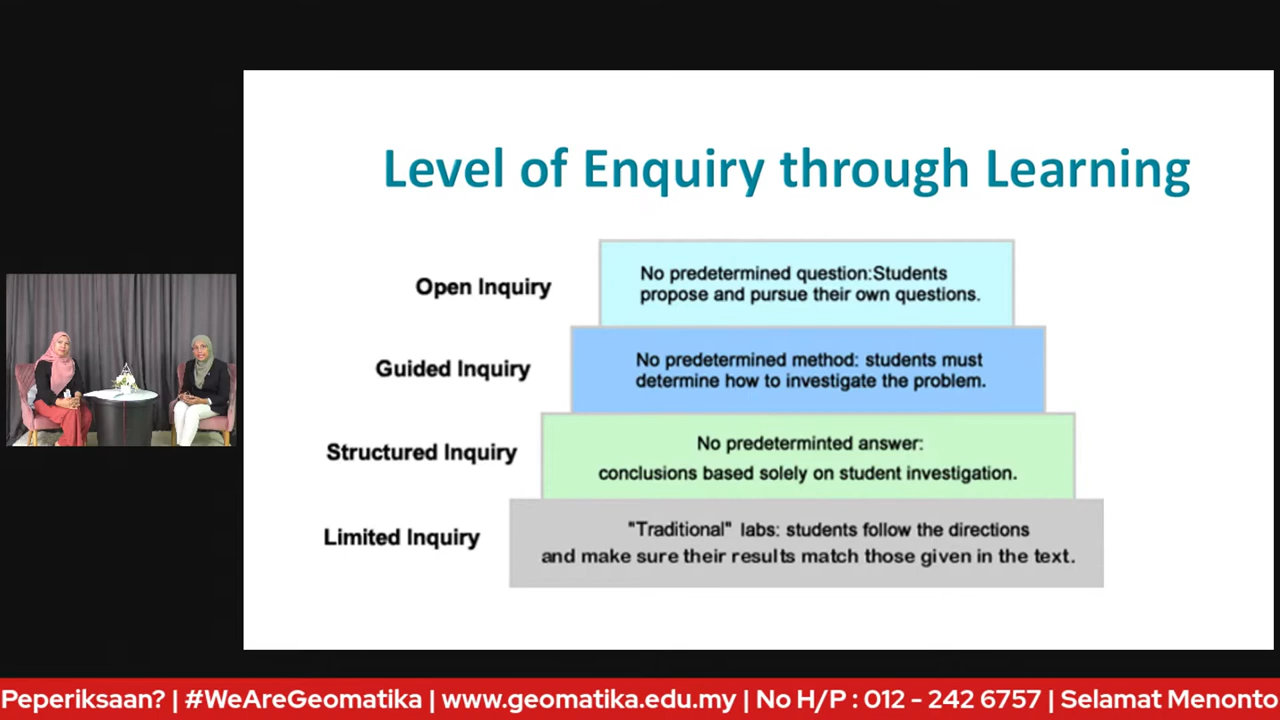 Level of Enquiry through Learning
Open Inquiry
No predetermined question:Students
propose and pursue their own questions.
Guided Inquiry
No predetermined method: students must
determine how to investigate the problem.
Structured Inquiry
No predeterminted answer:
conclusions based solely on student investigation.
Limited Inquiry
"Traditional" labs: students follow the directions
and make sure their results match those given in the text.
Peperiksaan? | #WeAreGeomatika | www.geomatika.edu.my | No H/P : 012 - 242 6757 | Selamat Menonto